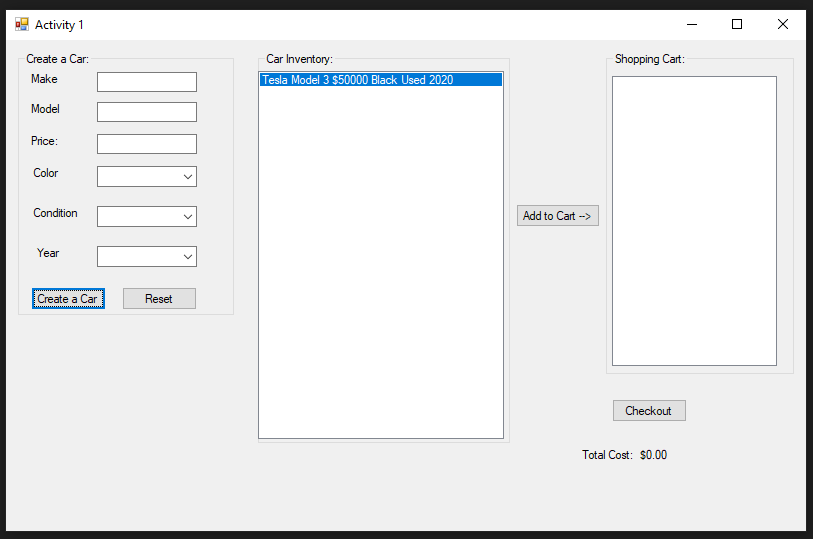 Activity 1
Create a Car:
Make
Model
Price:
Color
Condition
Year
Create a Car
Reset
Car Inventory:
Tesla Model 3 $50000 Black Used 2020
Add to Cart -->
Shopping Cart:
Checkout
Total Cost: $0.00